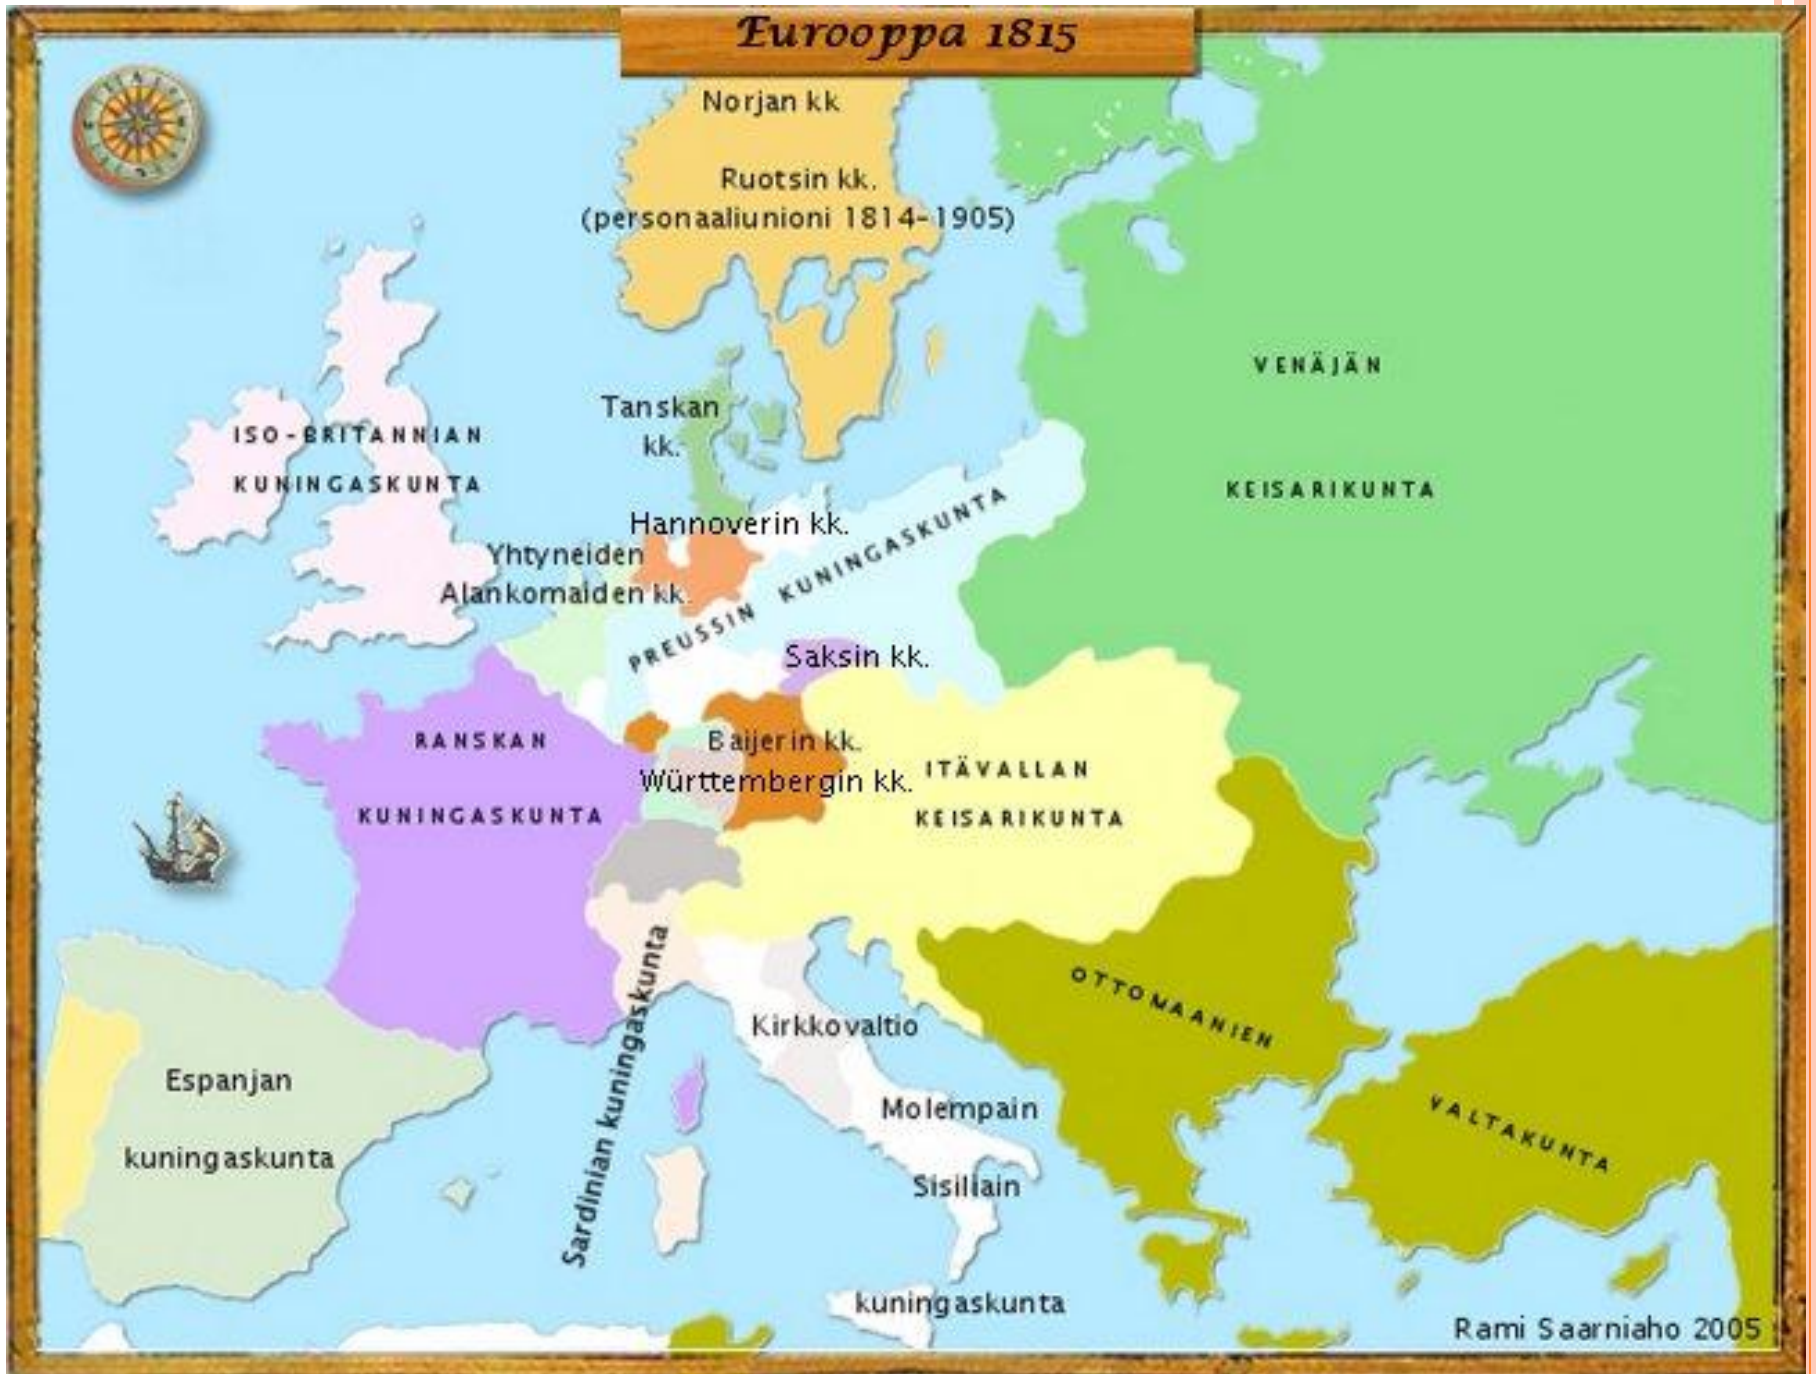 Eurooppa 1815
Norjan kk
Ruotsin kk.
(personaaliunioni 1814-1905)
VENÄJÄN
KEISARIKUNTA
ISO-BRITANNIAN
KUNINGASKUNTA
Tanskan
kk.
Hannoverin kk.
Yhtyneiden
Alankomaiden kk.
PREUSSIN KUNINGASKUNTA
Saksin kk.
RANSKAN
KUNINGASKUNTA
Baijerin kk.
Württembergin kk.
ITÄVALLAN
KEISARIKUNTA
Sardinian kuningaskunta
Kirkkovaltio
OTTOMAANIEN
VALTAKUNTA
Espanjan
kuningaskunta
Molempain
Sisiliain
kuningaskunta
Rami Saarniaho 2005